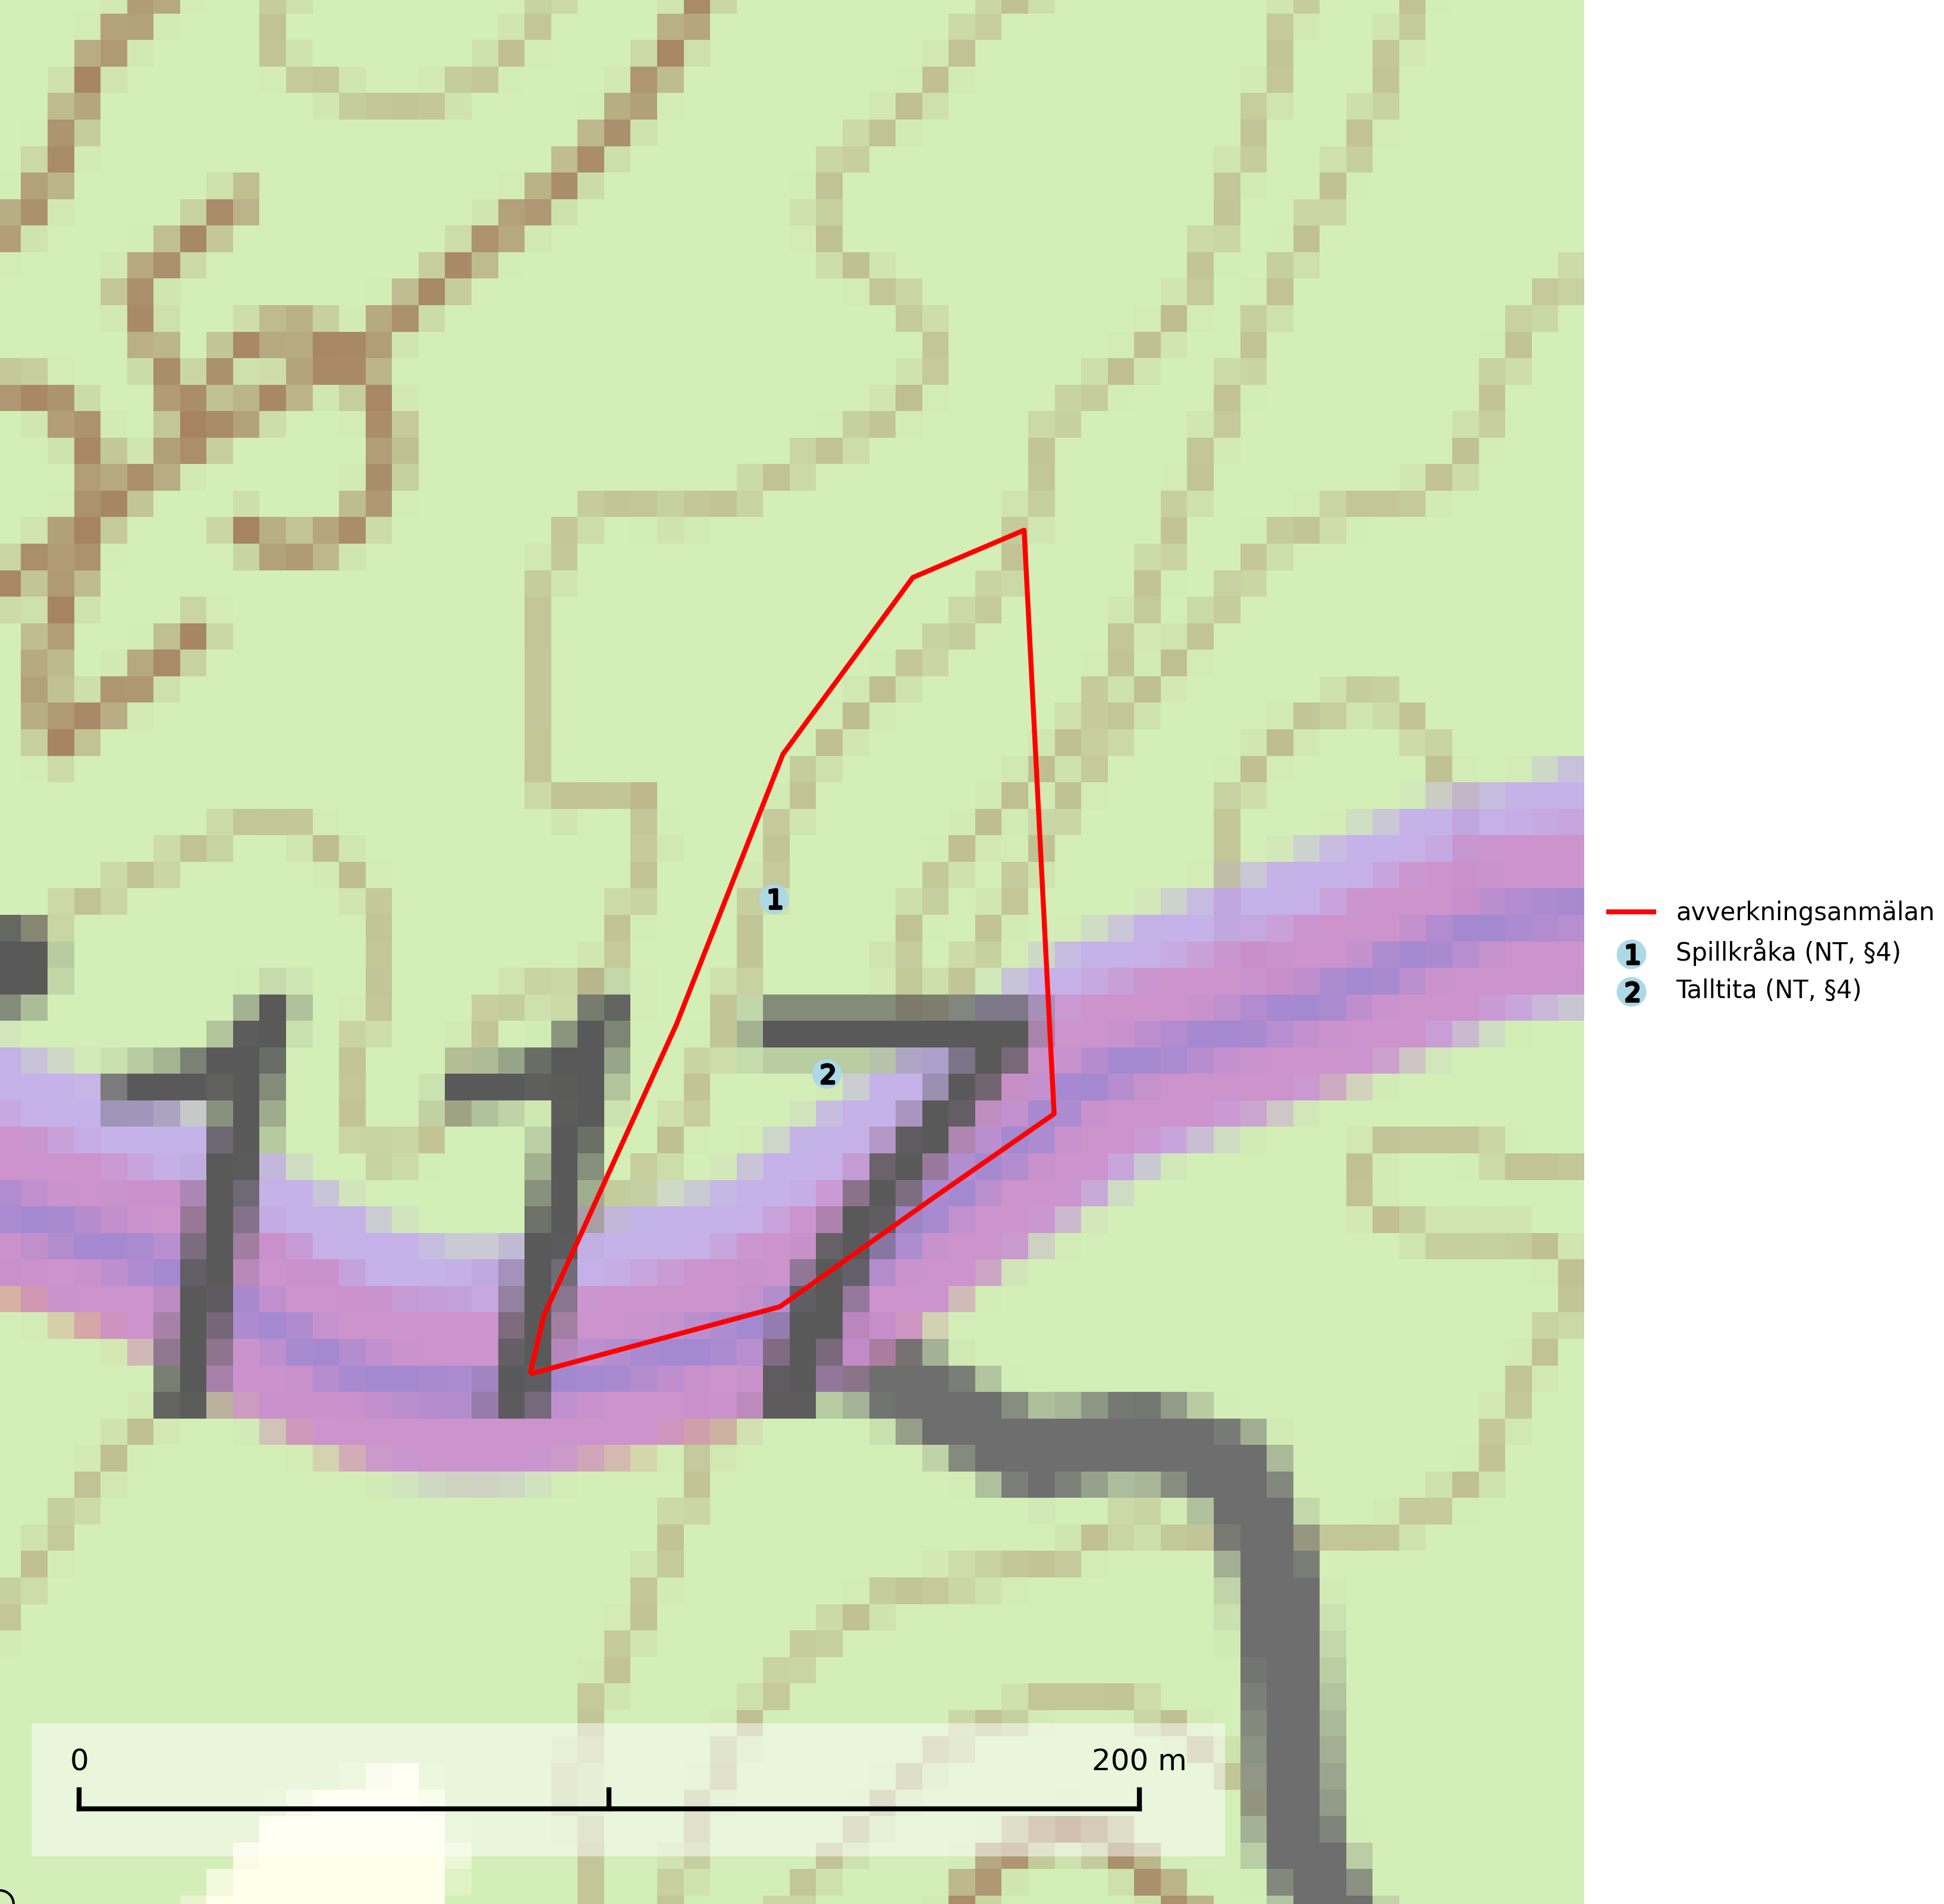 avverkningsanmälan
1 Spillkråka (NT, §4)
2 Talltita (NT, §4)
1
2
0 200 m